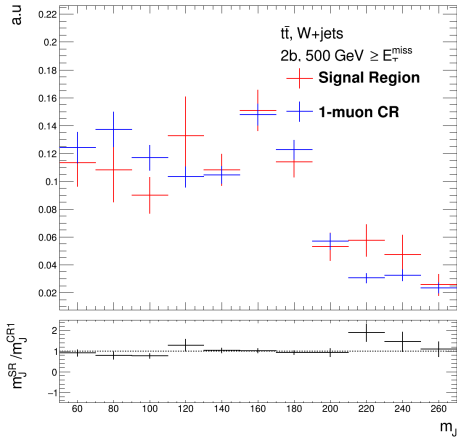 a.u
tt̄, W+jets
2b, 500 GeV ≥ E_T^miss
Signal Region
1-muon CR
0.22
0.2
0.18
0.16
0.14
0.12
0.1
0.08
0.06
0.04
0.02
m_J^SR/m_J^CR1
2
1
0
−1
60 80 100 120 140 160 180 200 220 240 260
m_J